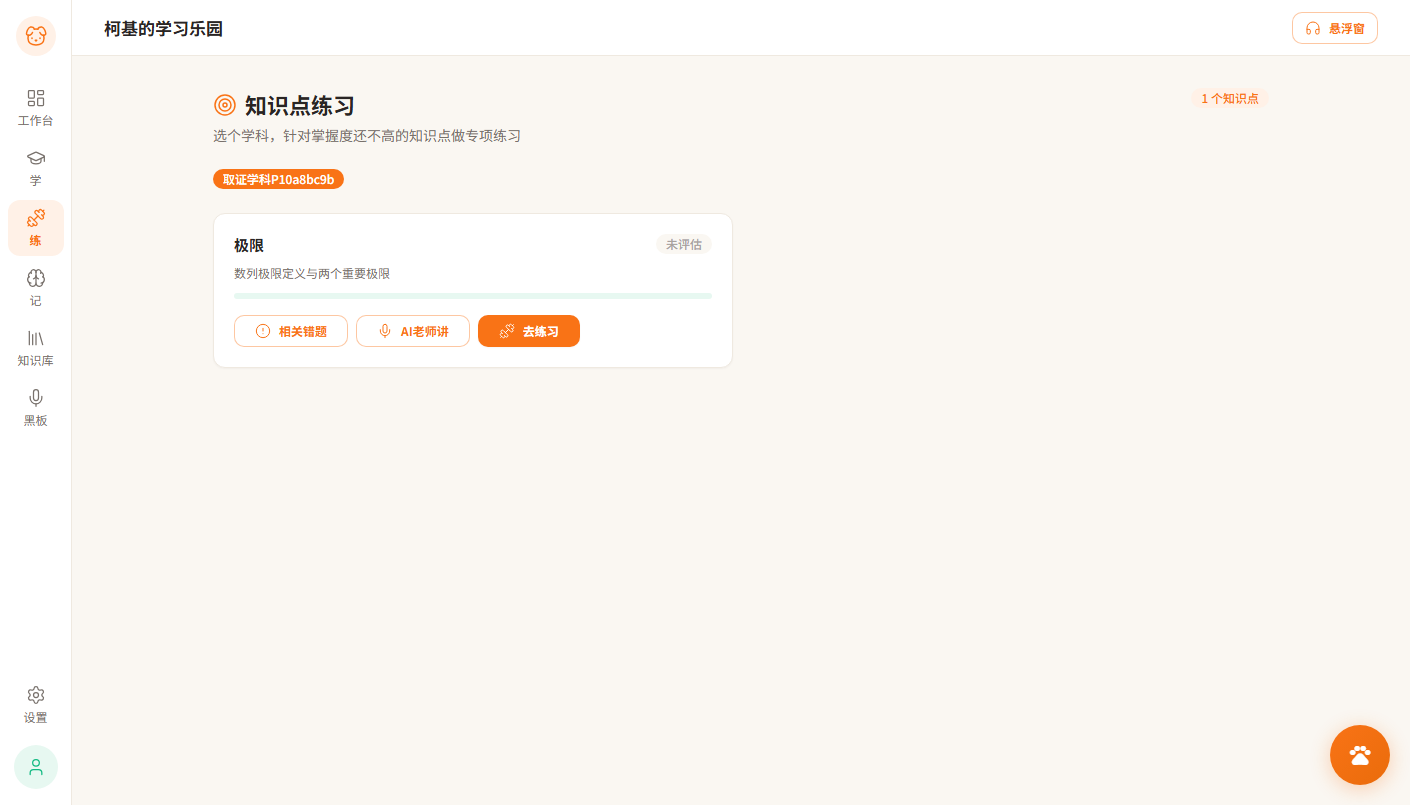 柯基的学习乐园
悬浮窗
工作台
学
练
记
知识库
黑板
设置
知识点练习
1 个知识点
选个学科，针对掌握度还不高的知识点做专项练习
取证学科P10a8bc9b
极限
未评估
数列极限定义与两个重要极限
相关错题
AI老师讲
去练习